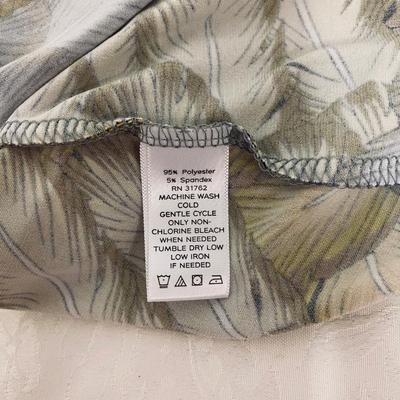 95% Polyester
5% Spandex
RN 31762
MACHINE WASH
COLD
GENTLE CYCLE
ONLY NON-
CHLORINE BLEACH
WHEN NEEDED
TUMBLE DRY LOW
LOW IRON
IF NEEDED